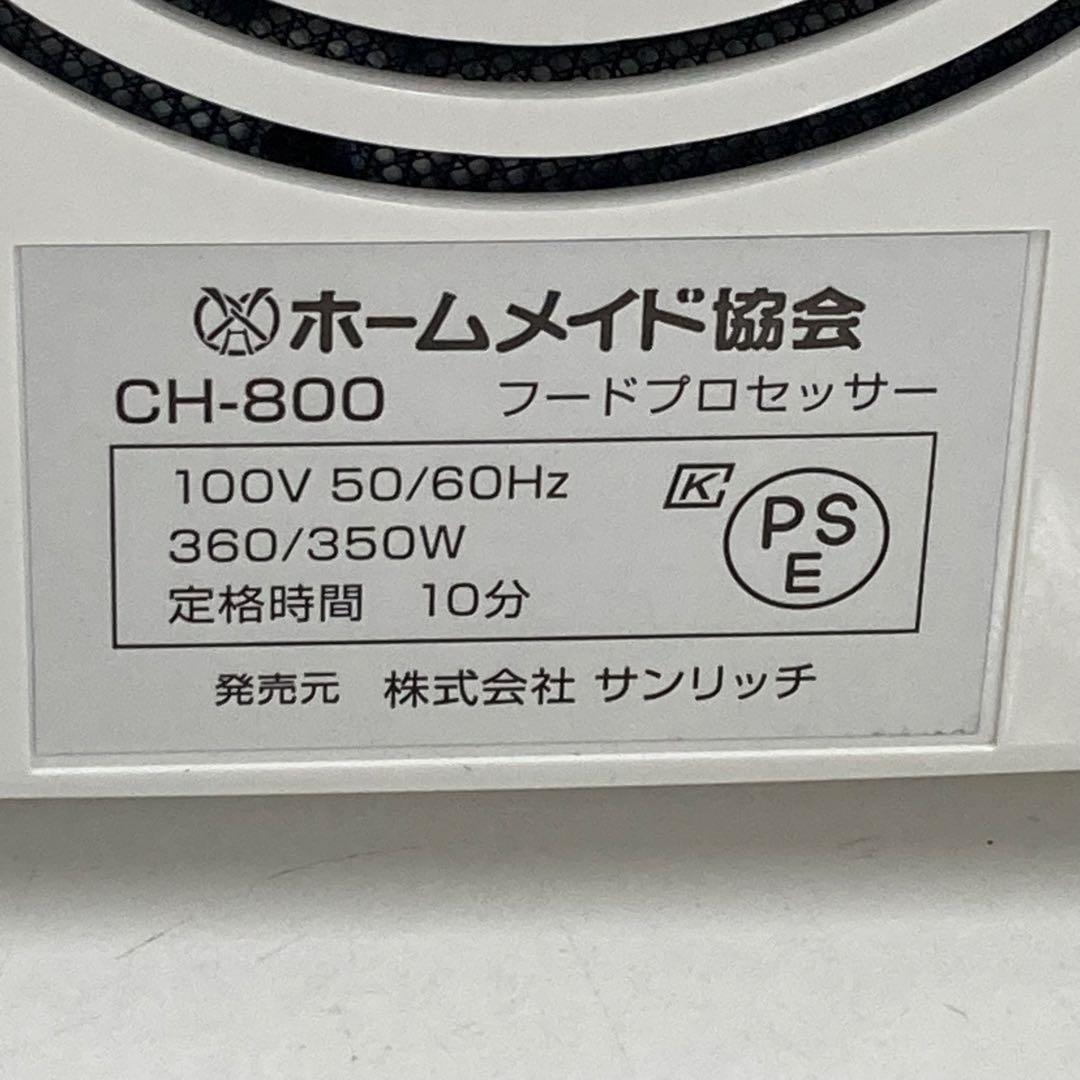 ホームメイド協会
CH-800 フードプロセッサー
100V 50/60Hz
360/350W
定格時間 10分
K
PS
E
発売元 株式会社 サンリッチ